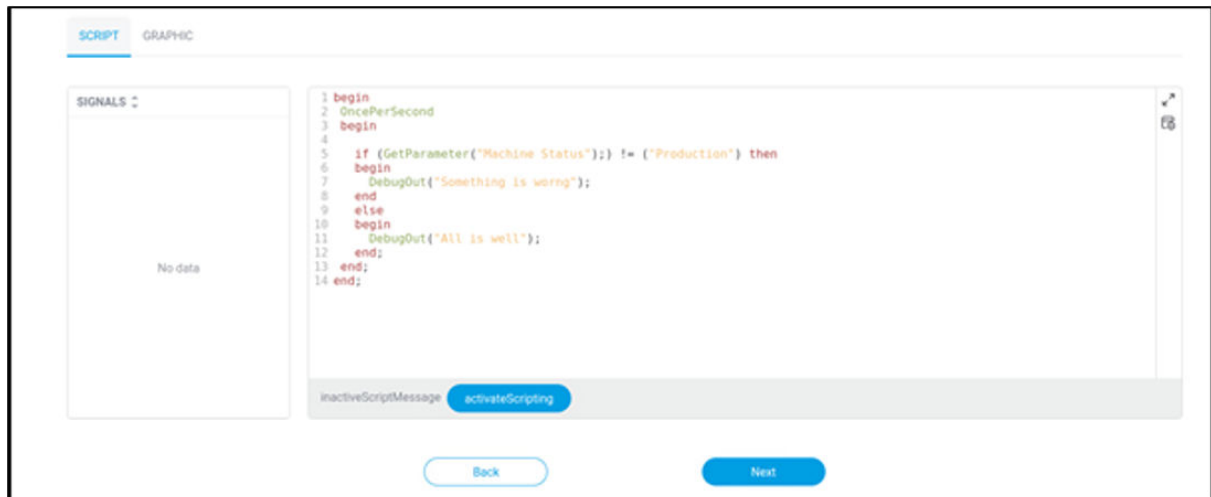 SCRIPT GRAPHIC
SIGNALS
No data
1 begin
2 OncePerSecond
3 begin
4
5 if (GetParameter("Machine Status");) != ("Production") then
6 begin
7 DebugOut("Something is worng");
8 end
9 else
10 begin
11 DebugOut("All is well");
12 end;
13 end;
14 end;
inactiveScriptMessage activateScripting
Back Next